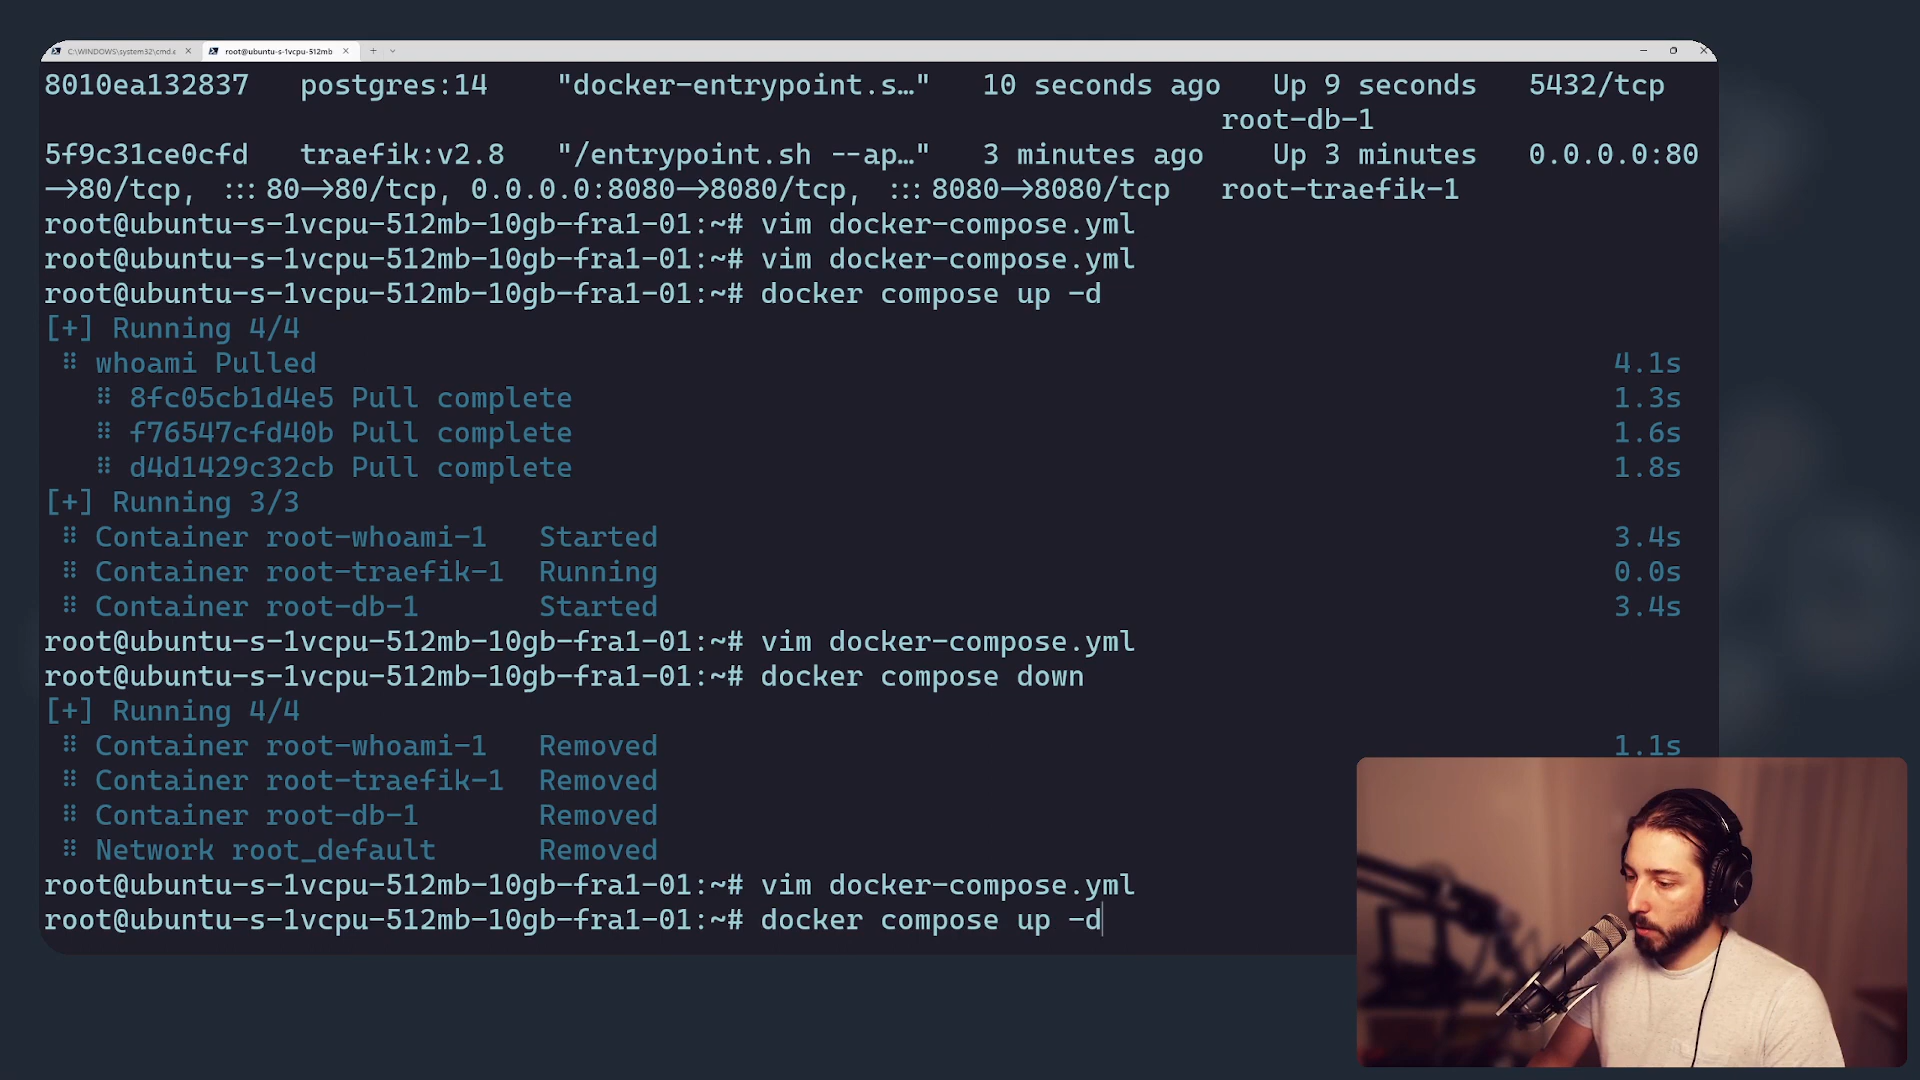 C:\WINDOWS\system32\cmd.e
root@ubuntu-s-1vcpu-512mb
8010ea132837 postgres:14 "docker-entrypoint.s…" 10 seconds ago Up 9 seconds 5432/tcp
root-db-1
5f9c31ce0cfd traefik:v2.8 "/entrypoint.sh --ap…" 3 minutes ago Up 3 minutes 0.0.0.0:80
->80/tcp, :::80->80/tcp, 0.0.0.0:8080->8080/tcp, :::8080->8080/tcp root-traefik-1
root@ubuntu-s-1vcpu-512mb-10gb-fra1-01:~# vim docker-compose.yml
root@ubuntu-s-1vcpu-512mb-10gb-fra1-01:~# vim docker-compose.yml
root@ubuntu-s-1vcpu-512mb-10gb-fra1-01:~# docker compose up -d
[+] Running 4/4
⠿ whoami Pulled 4.1s
⠿ 8fc05cb1d4e5 Pull complete 1.3s
⠿ f76547cfd40b Pull complete 1.6s
⠿ d4d1429c32cb Pull complete 1.8s
[+] Running 3/3
⠿ Container root-whoami-1 Started 3.4s
⠿ Container root-traefik-1 Running 0.0s
⠿ Container root-db-1 Started 3.4s
root@ubuntu-s-1vcpu-512mb-10gb-fra1-01:~# vim docker-compose.yml
root@ubuntu-s-1vcpu-512mb-10gb-fra1-01:~# docker compose down
[+] Running 4/4
⠿ Container root-whoami-1 Removed 1.1s
⠿ Container root-traefik-1 Removed
⠿ Container root-db-1 Removed
⠿ Network root_default Removed
root@ubuntu-s-1vcpu-512mb-10gb-fra1-01:~# vim docker-compose.yml
root@ubuntu-s-1vcpu-512mb-10gb-fra1-01:~# docker compose up -d